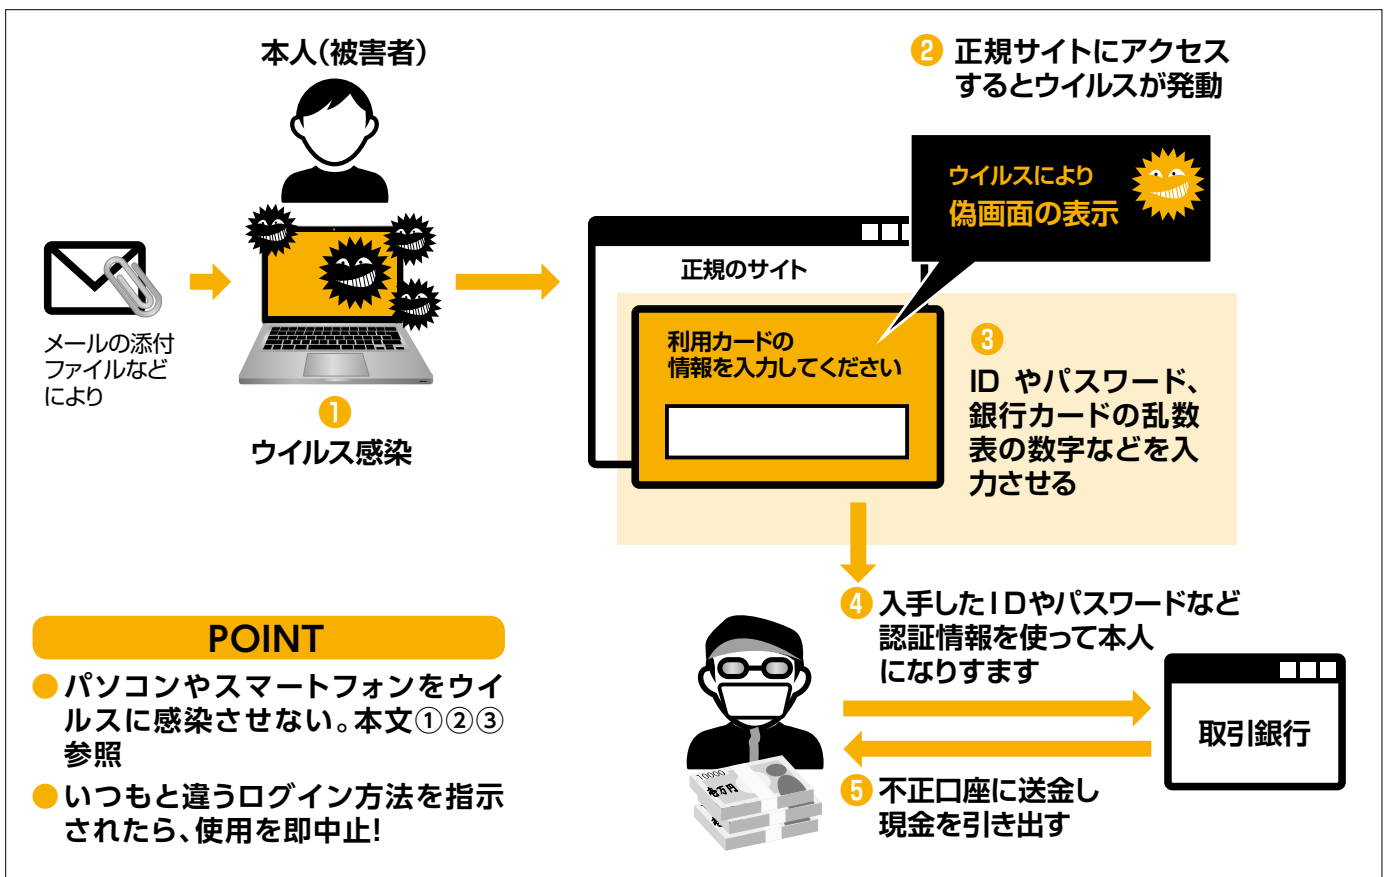 本人(被害者)
メールの添付
ファイルなど
により
❶
ウイルス感染
❷ 正規サイトにアクセス
するとウイルスが発動
ウイルスにより
偽画面の表示
正規のサイト
利用カードの
情報を入力してください
❸
ID やパスワード、
銀行カードの乱数
表の数字などを入
力させる
❹ 入手したIDやパスワードなど
認証情報を使って本人
になりすます
取引銀行
10000
壱万円
❺ 不正口座に送金し
現金を引き出す
POINT
●パソコンやスマートフォンをウイ
ルスに感染させない。本文①②③
参照
●いつもと違うログイン方法を指示
されたら、使用を即中止!